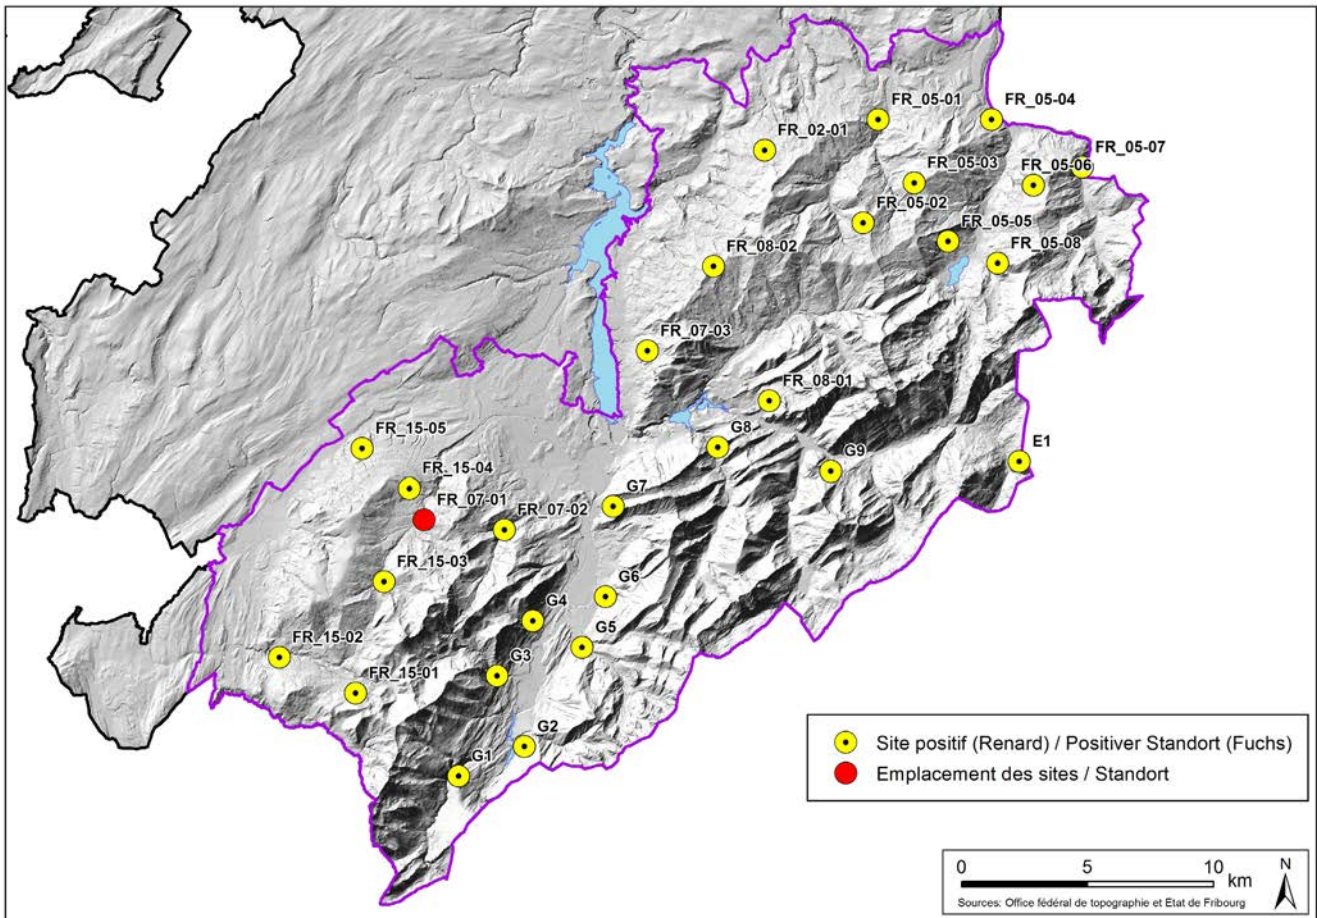 FR_05-01
FR_05-04
FR_02-01
FR_05-07
FR_05-03
FR_05-06
FR_05-02
FR_05-05
FR_05-08
FR_08-02
FR_07-03
FR_08-01
FR_15-05
G8
E1
G9
FR_15-04
FR_07-01
G7
FR_07-02
FR_15-03
G6
G4
G5
FR_15-02
G3
FR_15-01
G2
G1
Site positif (Renard) / Positiver Standort (Fuchs)
Emplacement des sites / Standort
0 5 10
km
N
Sources: Office fédéral de topographie et Etat de Fribourg